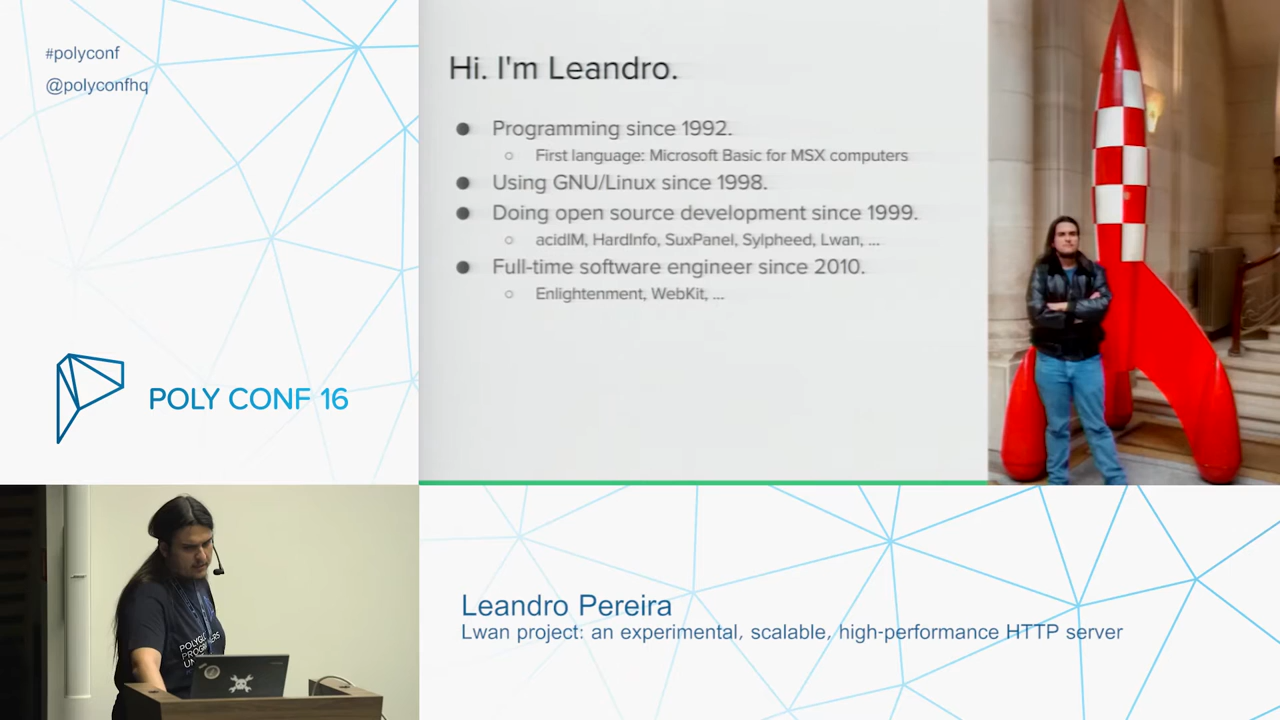 #polyconf
@polyconfhq
POLY CONF 16
Hi. I'm Leandro.
Programming since 1992.
First language: Microsoft Basic for MSX computers
Using GNU/Linux since 1998.
Doing open source development since 1999.
acidIM, HardInfo, SuxPanel, Sylpheed, Lwan, ...
Full-time software engineer since 2010.
Enlightenment, WebKit, ...
Leandro Pereira
Lwan project: an experimental, scalable, high-performance HTTP server